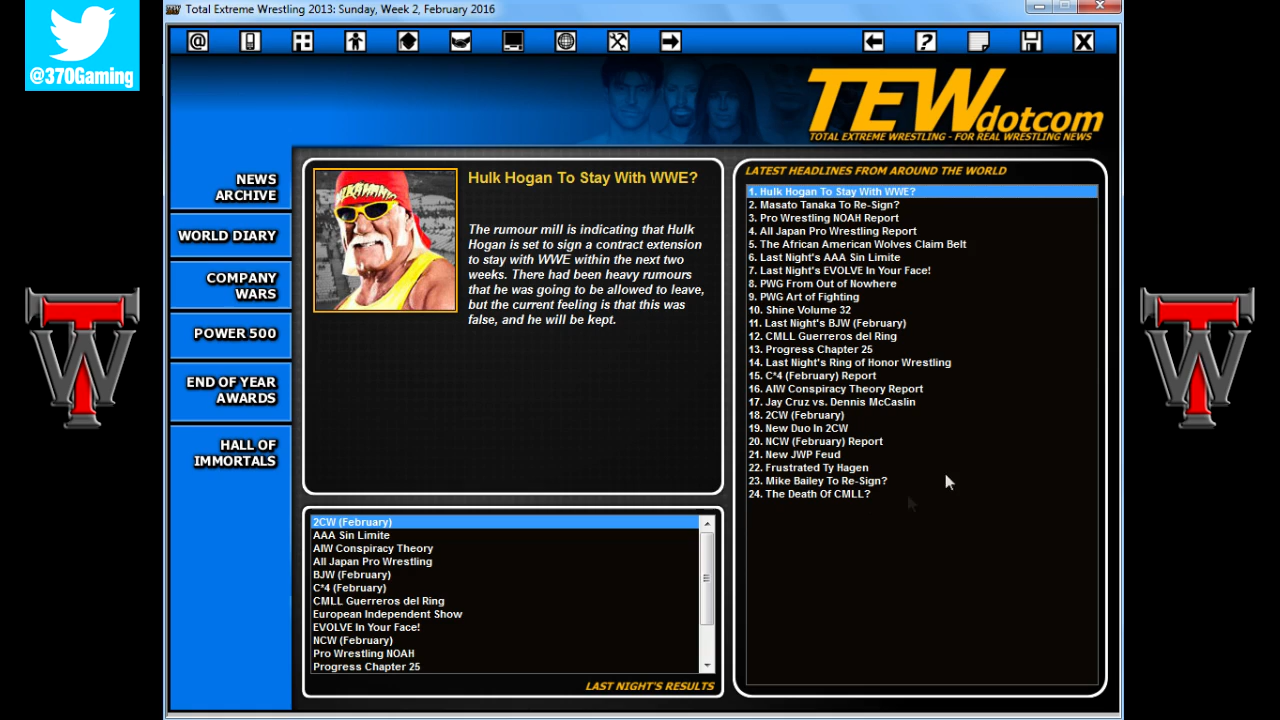 Total Extreme Wrestling 2013: Sunday, Week 2, February 2016
@370Gaming
TEWdotcom
TOTAL EXTREME WRESTLING - FOR REAL WRESTLING NEWS
NEWS
ARCHIVE
WORLD DIARY
COMPANY
WARS
POWER 500
END OF YEAR
AWARDS
HALL OF
IMMORTALS
Hulk Hogan To Stay With WWE?
The rumour mill is indicating that Hulk
Hogan is set to sign a contract extension
to stay with WWE within the next two
weeks. There had been heavy rumours
that he was going to be allowed to leave,
but the current feeling is that this was
false, and he will be kept.
2CW (February)
AAA Sin Limite
AIW Conspiracy Theory
All Japan Pro Wrestling
BJW (February)
C*4 (February)
CMLL Guerreros del Ring
European Independent Show
EVOLVE In Your Face!
NCW (February)
Pro Wrestling NOAH
Progress Chapter 25
LAST NIGHT'S RESULTS
LATEST HEADLINES FROM AROUND THE WORLD
1. Hulk Hogan To Stay With WWE?
2. Masato Tanaka To Re-Sign?
3. Pro Wrestling NOAH Report
4. All Japan Pro Wrestling Report
5. The African American Wolves Claim Belt
6. Last Night's AAA Sin Limite
7. Last Night's EVOLVE In Your Face!
8. PWG From Out of Nowhere
9. PWG Art of Fighting
10. Shine Volume 32
11. Last Night's BJW (February)
12. CMLL Guerreros del Ring
13. Progress Chapter 25
14. Last Night's Ring of Honor Wrestling
15. C*4 (February) Report
16. AIW Conspiracy Theory Report
17. Jay Cruz vs. Dennis McCaslin
18. 2CW (February)
19. New Duo In 2CW
20. NCW (February) Report
21. New JWP Feud
22. Frustrated Ty Hagen
23. Mike Bailey To Re-Sign?
24. The Death Of CMLL?